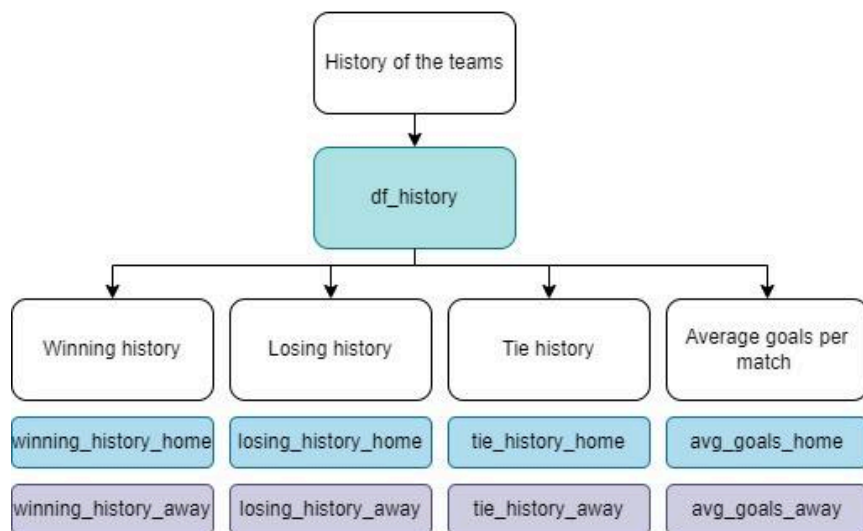 History of the teams
df_history
Winning history
Losing history
Tie history
Average goals per
match
winning_history_home
losing_history_home
tie_history_home
avg_goals_home
winning_history_away
losing_history_away
tie_history_away
avg_goals_away